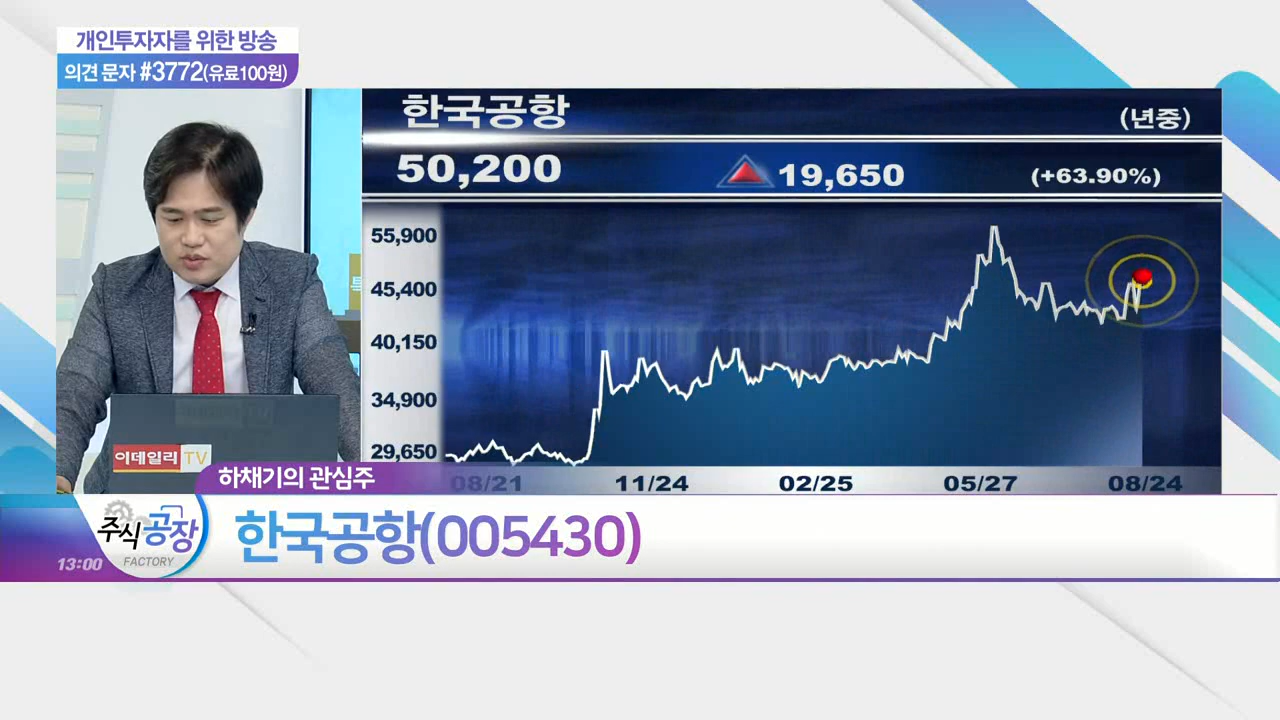 개인투자자를 위한 방송
의견 문자 #3772(유료100원)
한국공항
(년중)
50,200
19,650
(+63.90%)
55,900
45,400
40,150
34,900
29,650
08/21
11/24
02/25
05/27
08/24
특
이데일리 TV
하채기의 관심주
주식공장
FACTORY
한국공항(005430)
13:00